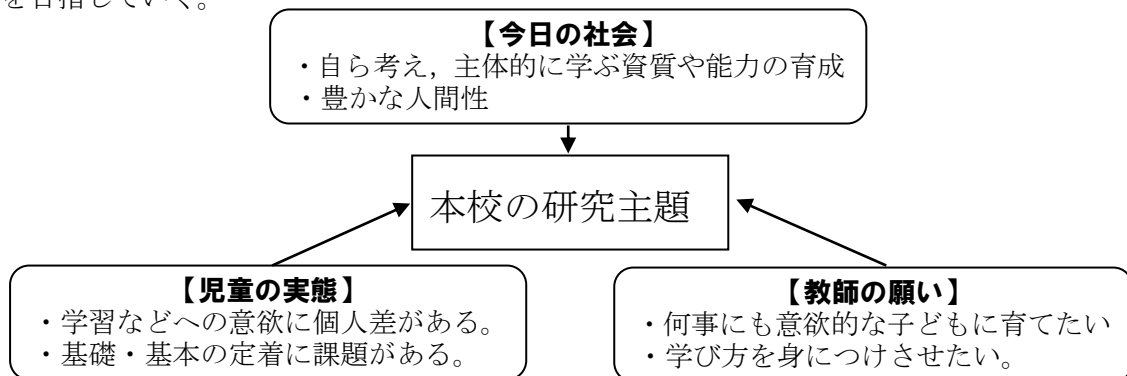 を目指していく。
【今日の社会】
・自ら考え，主体的に学ぶ資質や能力の育成
・豊かな人間性
本校の研究主題
【児童の実態】
・学習などへの意欲に個人差がある。
・基礎・基本の定着に課題がある。
【教師の願い】
・何事にも意欲的な子どもに育てたい
・学び方を身につけさせたい。